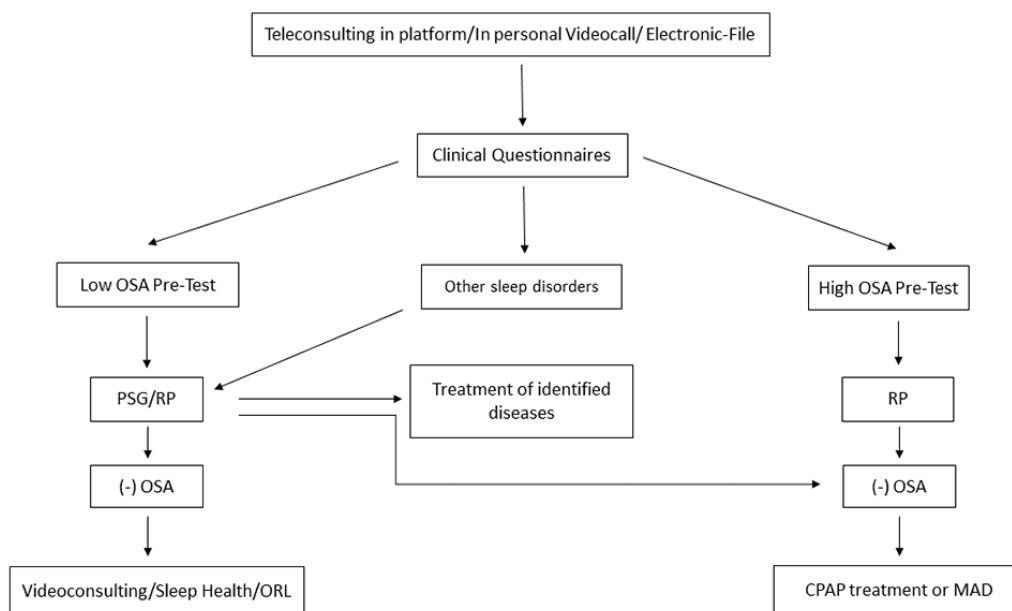 Teleconsulting in platform/In personal Videocall/ Electronic-File
Clinical Questionnaires
Low OSA Pre-Test
Other sleep disorders
High OSA Pre-Test
PSG/RP
Treatment of identified
diseases
RP
(-) OSA
(-) OSA
Videoconsulting/Sleep Health/ORL
CPAP treatment or MAD